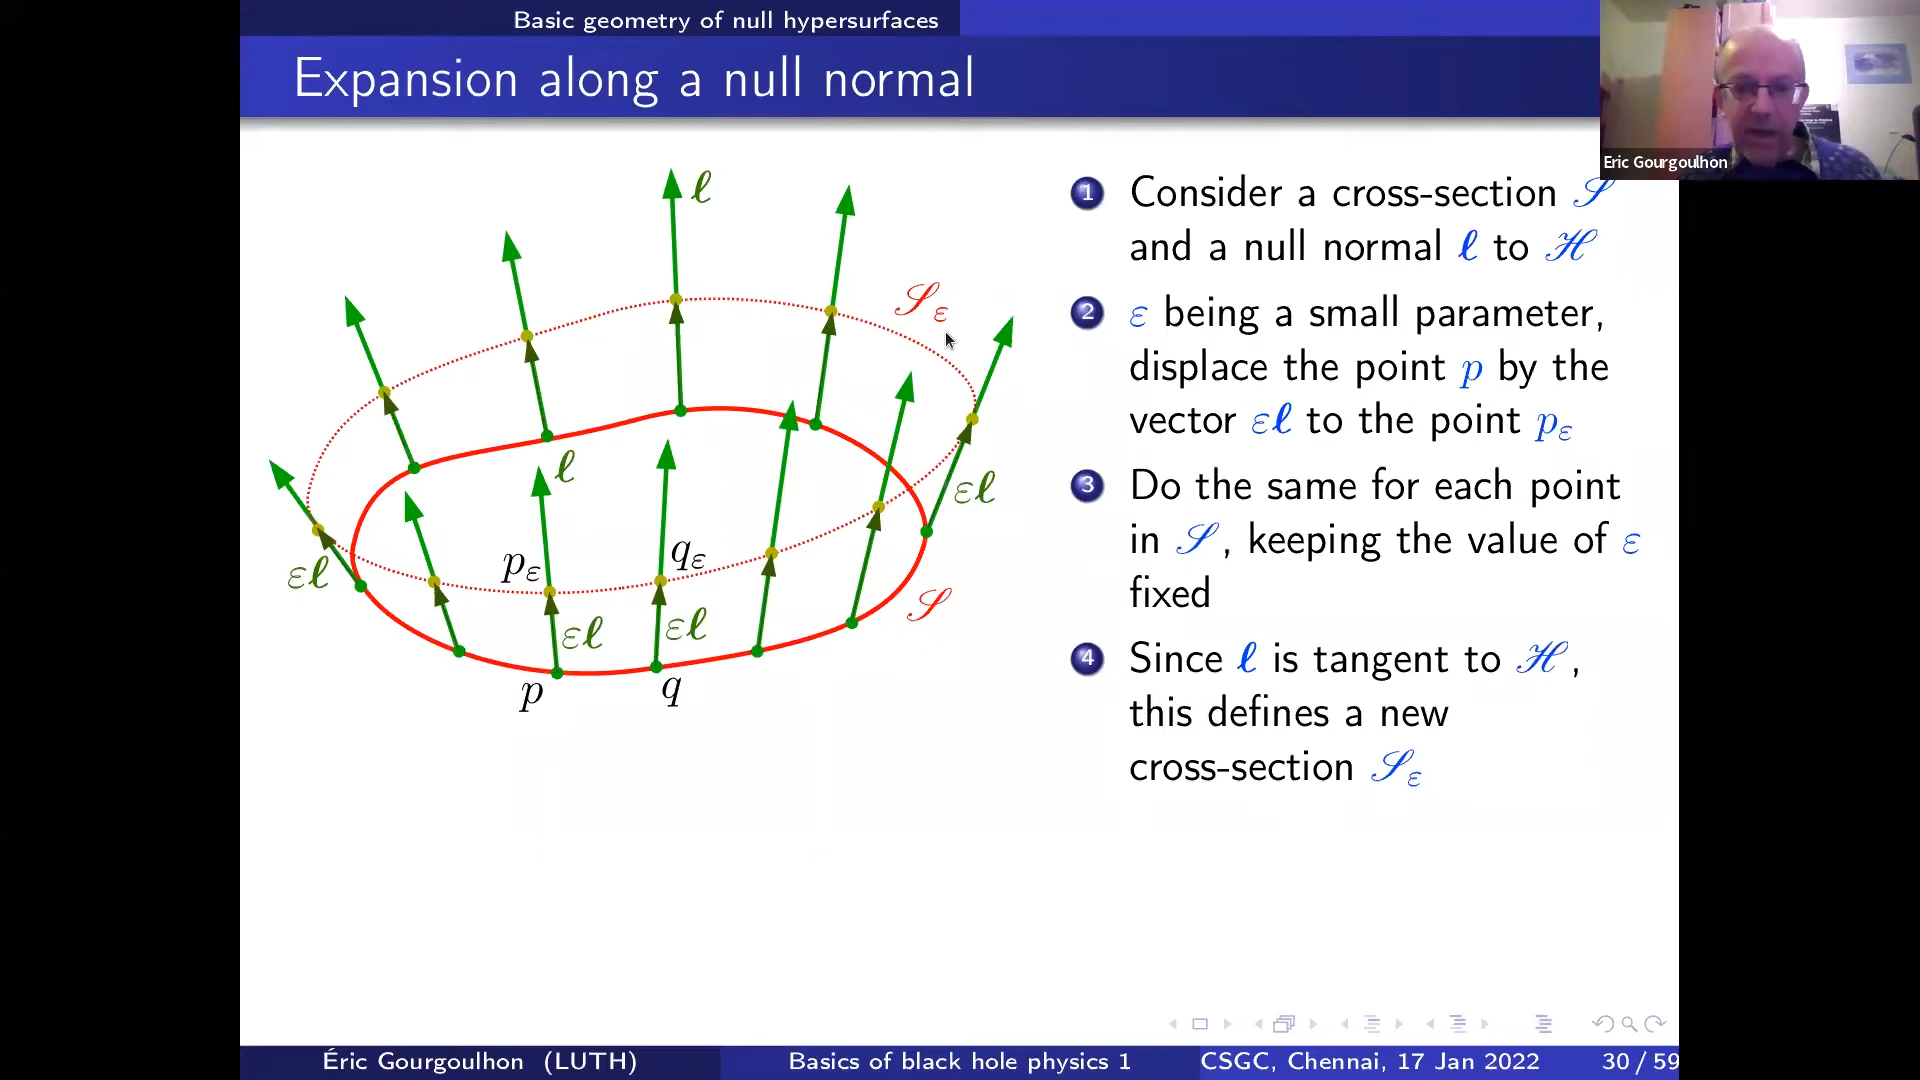 Basic geometry of null hypersurfaces
Expansion along a null normal
Eric Gourgoulhon
ℓ
𝒮ε
ℓ
εℓ
εℓ
pε
qε
εℓ
εℓ
𝒮
p
q
1 Consider a cross-section 𝒮
and a null normal ℓ to ℋ
2 ε being a small parameter,
displace the point p by the
vector εℓ to the point pε
3 Do the same for each point
in 𝒮, keeping the value of ε
fixed
4 Since ℓ is tangent to ℋ,
this defines a new
cross-section 𝒮ε
Éric Gourgoulhon (LUTH)
Basics of black hole physics 1
CSGC, Chennai, 17 Jan 2022
30 / 59